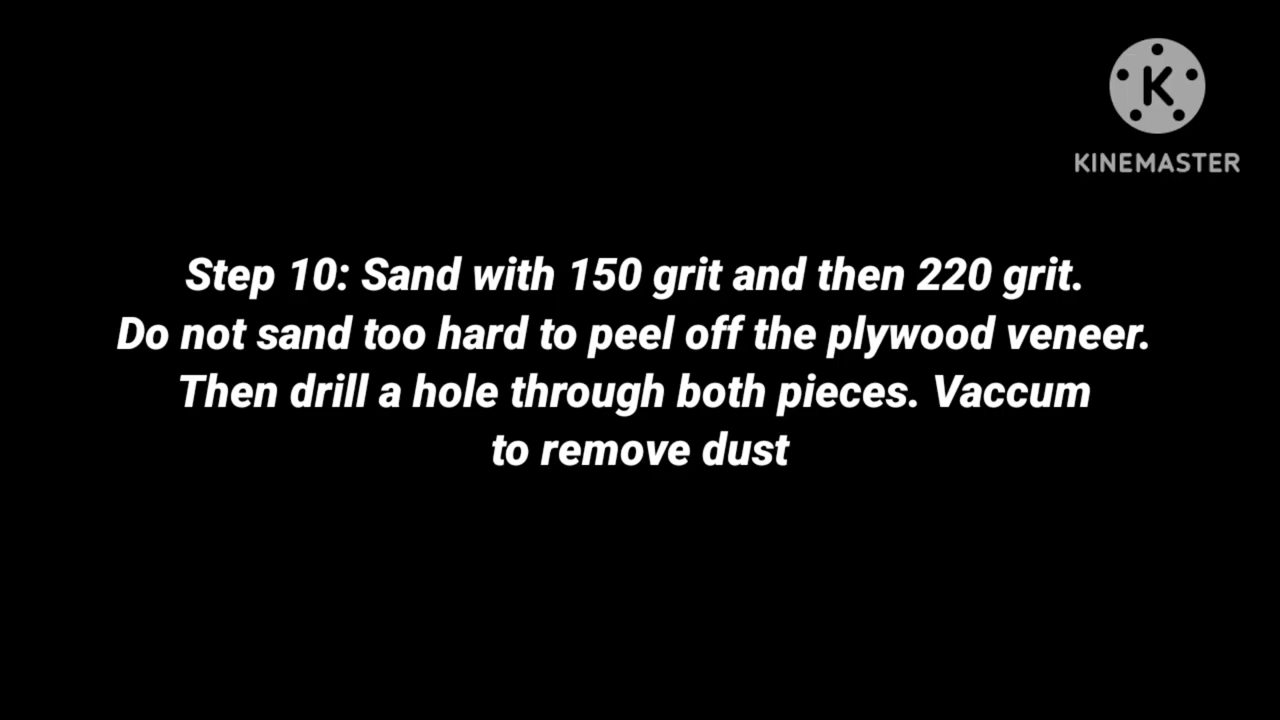 K
KINEMASTER
Step 10: Sand with 150 grit and then 220 grit.
Do not sand too hard to peel off the plywood veneer.
Then drill a hole through both pieces. Vaccum
to remove dust